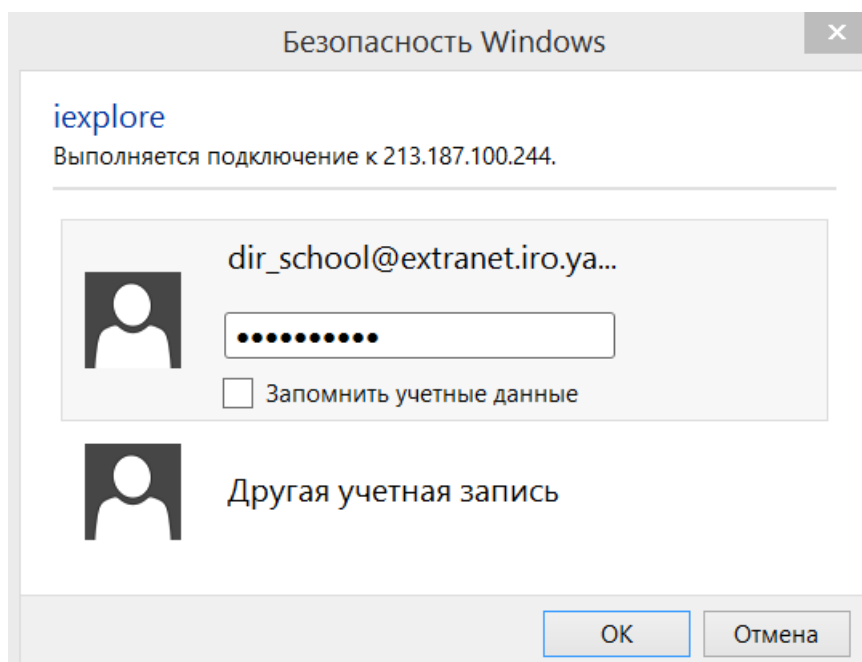 Безопасность Windows
iexplore
Выполняется подключение к 213.187.100.244.
dir_school@extranet.iro.ya...
••••••••••
Запомнить учетные данные
Другая учетная запись
ОК
Отмена